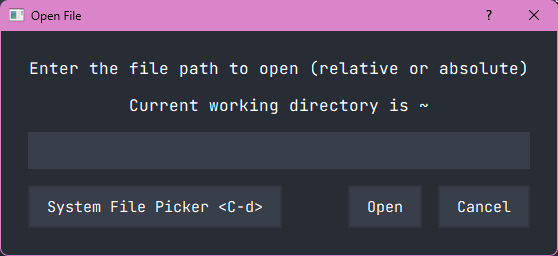 Open File
?
Enter the file path to open (relative or absolute)
Current working directory is ~
System File Picker <C-d>
Open
Cancel